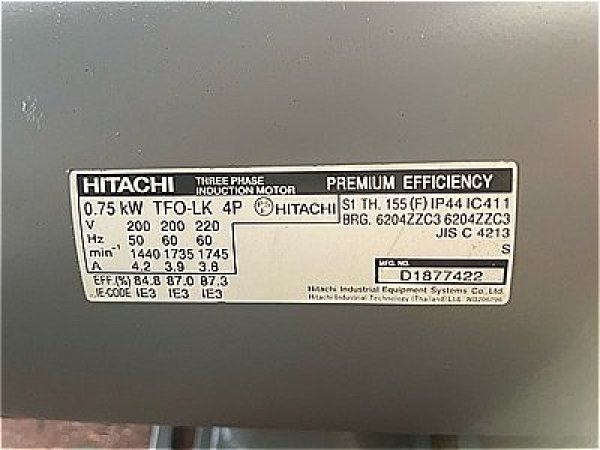 HITACHI THREE PHASE INDUCTION MOTOR PREMIUM EFFICIENCY
0.75 kW TFO-LK 4P PS E HITACHI S1 TH. 155 (F) IP44 IC411
V 200 200 220 BRG. 6204ZZC3 6204ZZC3
Hz 50 60 60 JIS C 4213
min⁻¹ 1440 1735 1745 S
A 4.2 3.9 3.8 MFG. NO. D1877422
EFF.(%) 84.8 87.0 87.3 Hitachi Industrial Equipment Systems Co., Ltd.
IE-CODE IE3 IE3 IE3 Hitachi Industrial Technology (Thailand) Ltd.